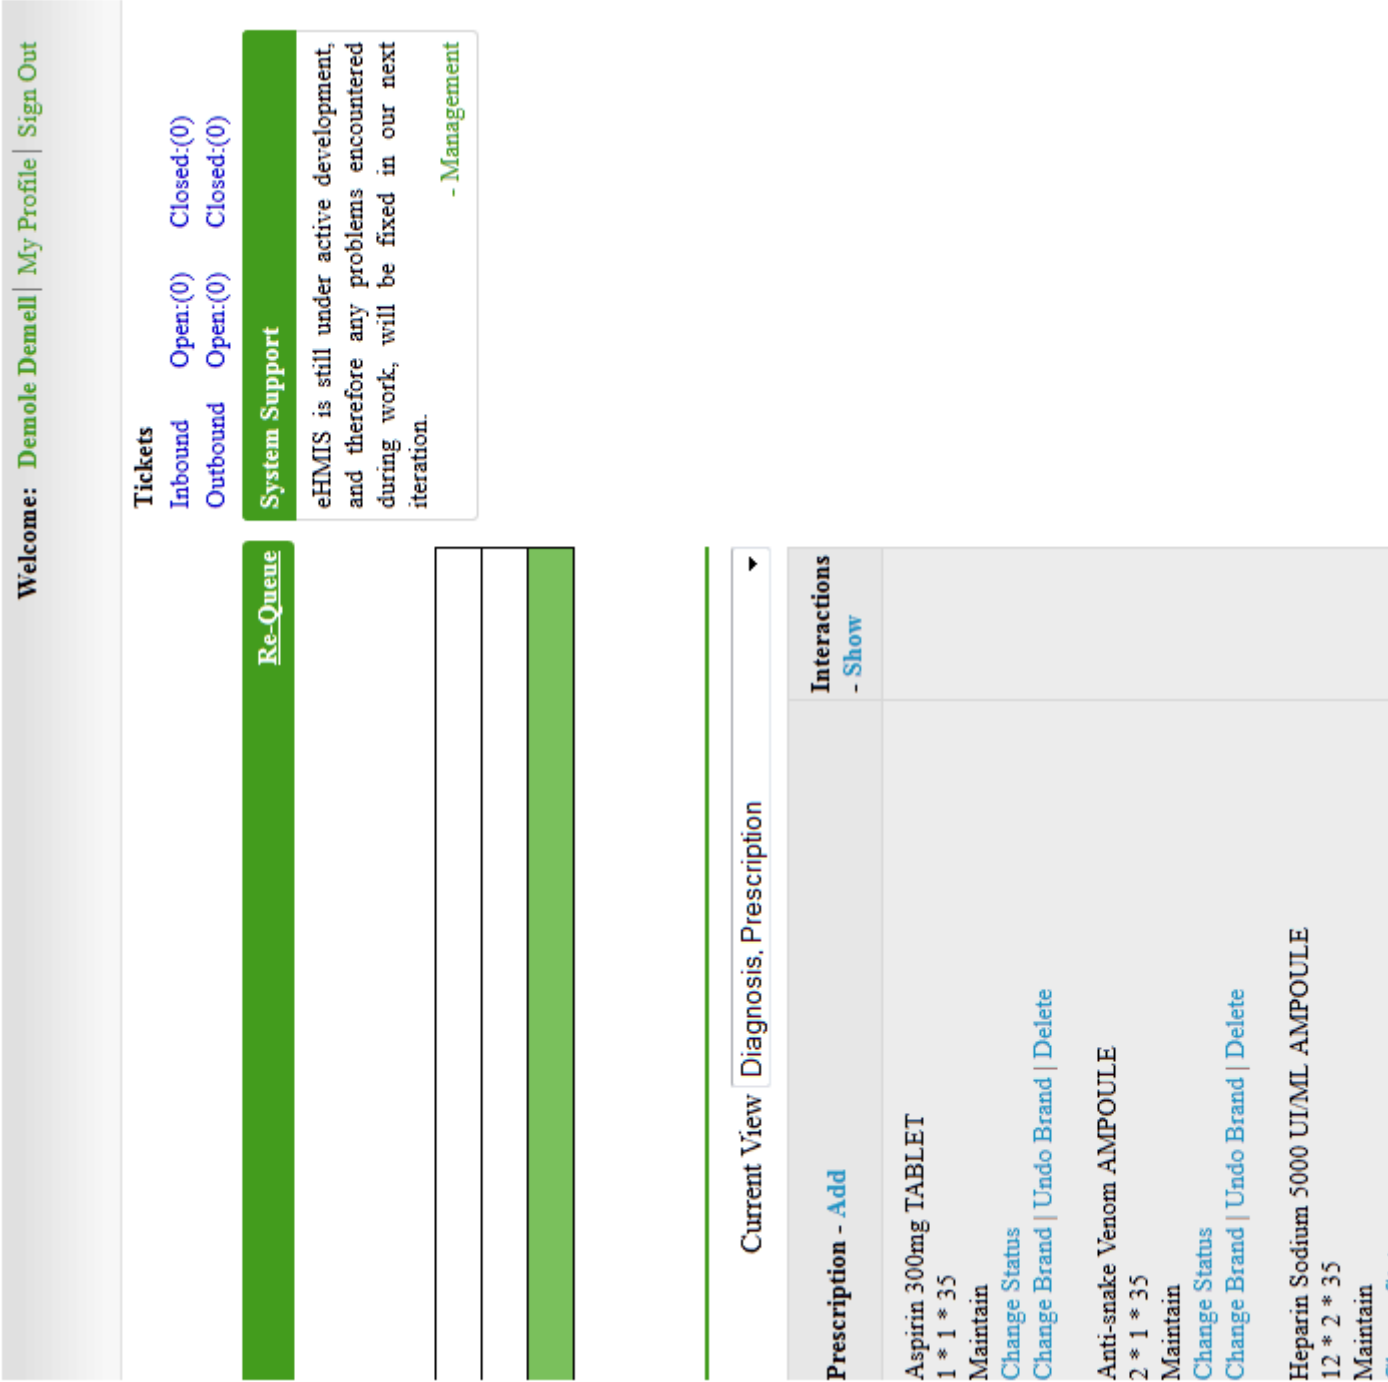 Welcome: Demole Demell| My Profile| Sign Out
Tickets
Inbound Open:(0) Closed:(0)
Outbound Open:(0) Closed:(0)
Re-Queue
System Support
eHMIS is still under active development,
and therefore any problems encountered
during work, will be fixed in our next
iteration.
- Management
Current View Diagnosis, Prescription
Prescription - Add
Interactions
- Show
Aspirin 300mg TABLET
1 * 1 * 35
Maintain
Change Status
Change Brand | Undo Brand | Delete
Anti-snake Venom AMPOULE
2 * 1 * 35
Maintain
Change Status
Change Brand | Undo Brand | Delete
Heparin Sodium 5000 UI/ML AMPOULE
12 * 2 * 35
Maintain